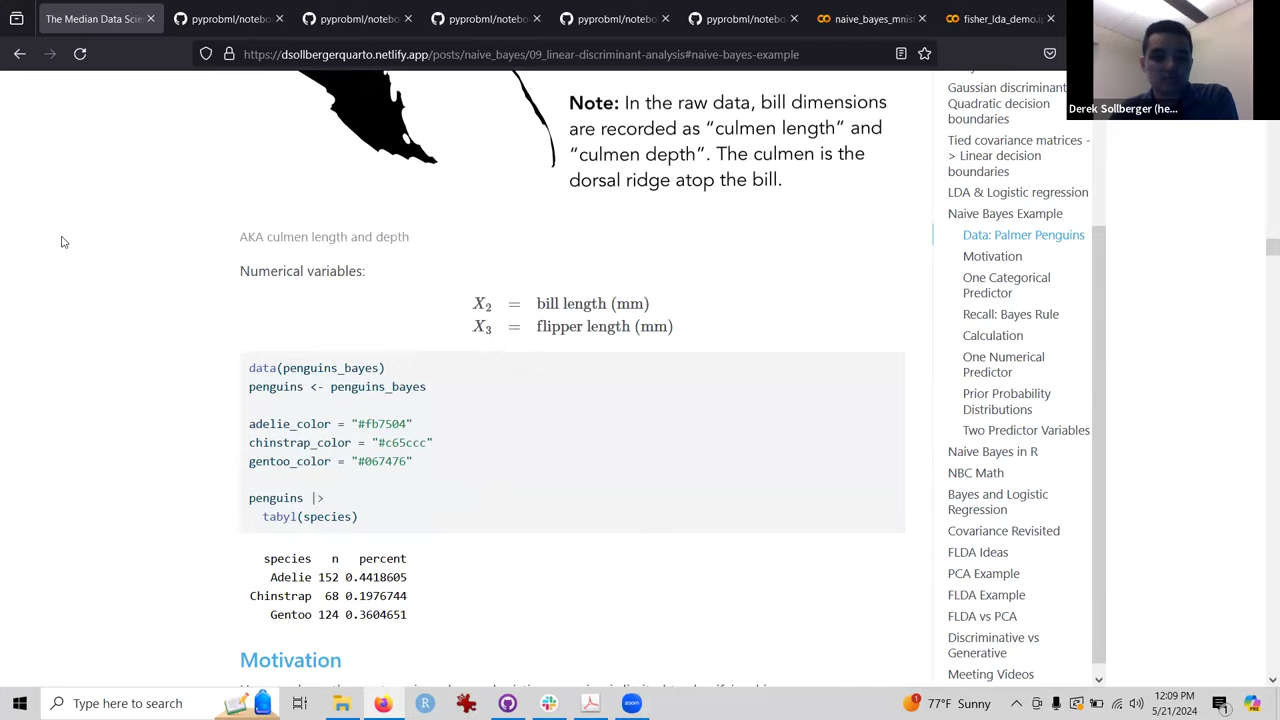 The Median Data Scie
pyprobml/notebo
pyprobml/notebo
pyprobml/notebo
pyprobml/notebo
pyprobml/notebo
naive_bayes_mnis
fisher_lda_demo.ip
https://dsollbergerquarto.netlify.app/posts/naive_bayes/09_linear-discriminant-analysis#naive-bayes-example
Derek Sollberger (he...
Note: In the raw data, bill dimensions
are recorded as “culmen length” and
“culmen depth”. The culmen is the
dorsal ridge atop the bill.
AKA culmen length and depth
Numerical variables:
X2 = bill length (mm)
X3 = flipper length (mm)
data(penguins_bayes)
penguins <- penguins_bayes
adelie_color = "#fb7504"
chinstrap_color = "#c65ccc"
gentoo_color = "#067476"
penguins |>
tabyl(species)
species n percent
Adelie 152 0.4418605
Chinstrap 68 0.1976744
Gentoo 124 0.3604651
Motivation
Gaussian discriminant
Quadratic decision
boundaries
Tied covariance matrices -
> Linear decision
boundaries
LDA & Logistic regression
Naive Bayes Example
Data: Palmer Penguins
Motivation
One Categorical
Predictor
Recall: Bayes Rule
Calculation
One Numerical
Predictor
Prior Probability
Distributions
Two Predictor Variables
Naive Bayes in R
NBC Math
Bayes and Logistic
Regression
Covariance Revisited
FLDA Ideas
PCA Example
FLDA Example
FLDA vs PCA
Discriminative vs
Generative
Meeting Videos
Type here to search
77°F Sunny
12:09 PM
5/21/2024